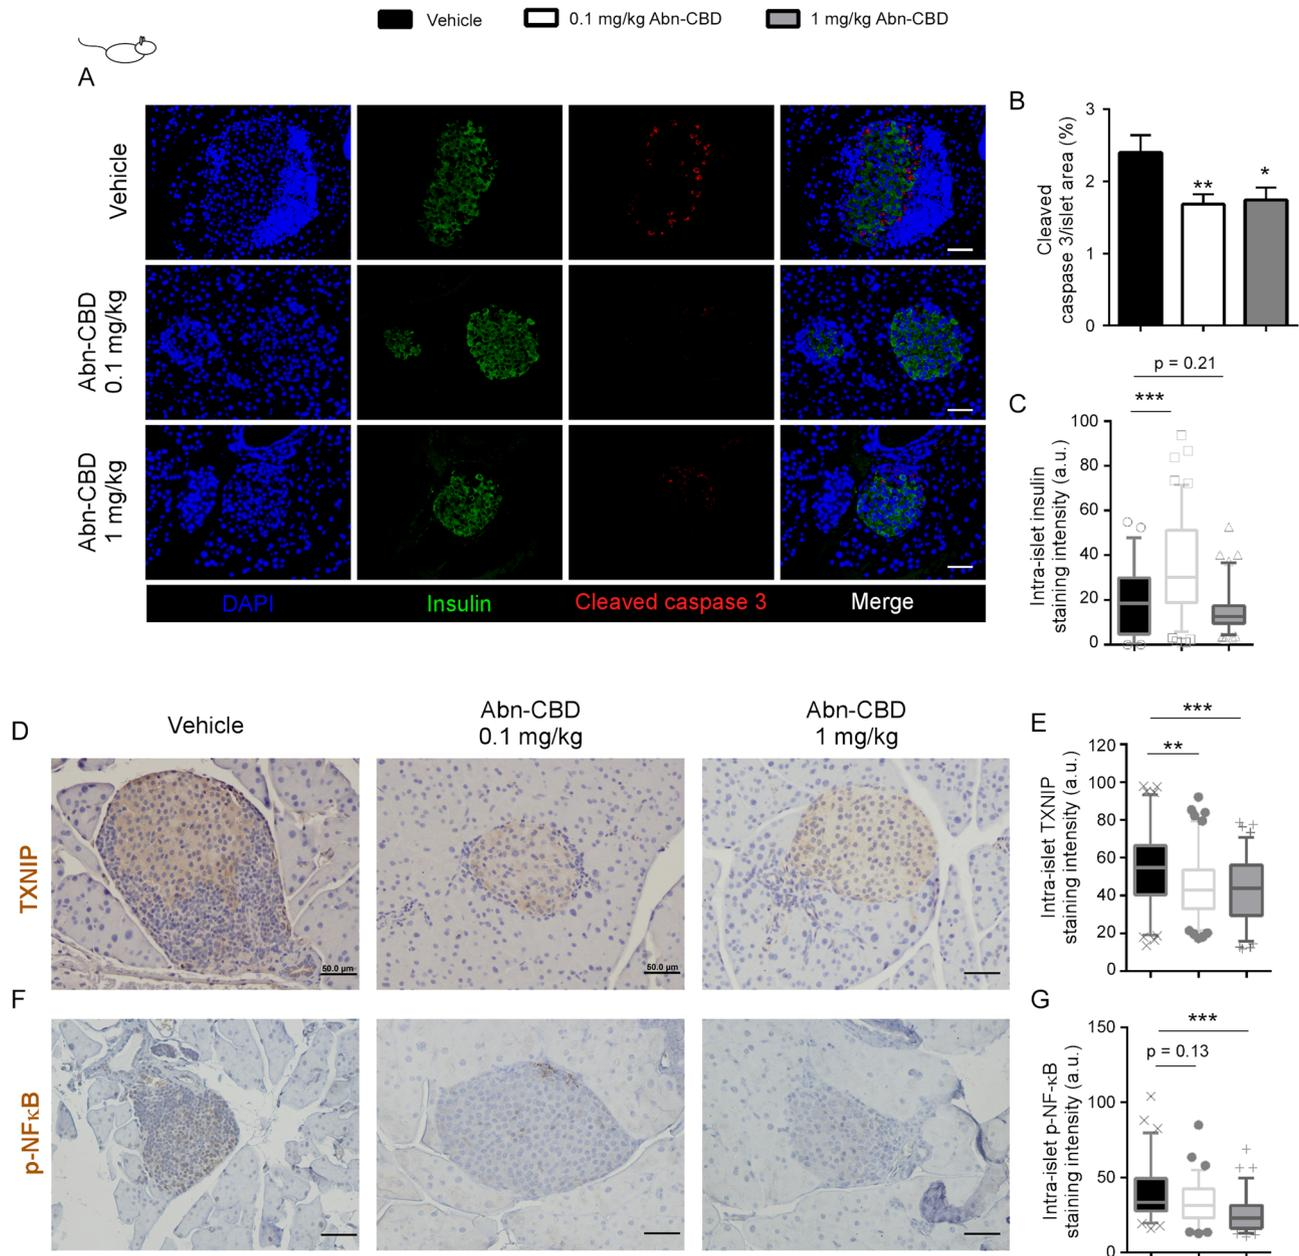 Vehicle
0.1 mg/kg Abn-CBD
1 mg/kg Abn-CBD
A
Vehicle
Abn-CBD
0.1 mg/kg
Abn-CBD
1 mg/kg
DAPI
Insulin
Cleaved caspase 3
Merge
B
Cleaved
caspase 3/islet area (%)
3
2
1
0
**
*
C
p = 0.21
***
Intra-islet insulin
staining intensity (a.u.)
100
80
60
40
20
0
D
Vehicle
Abn-CBD
0.1 mg/kg
Abn-CBD
1 mg/kg
TXNIP
50.0 µm
50.0 µm
E
***
**
Intra-islet TXNIP
staining intensity (a.u.)
120
100
80
60
40
20
0
F
p-NFκB
G
***
p = 0.13
Intra-islet p-NF-κB
staining intensity (a.u.)
150
100
50
0